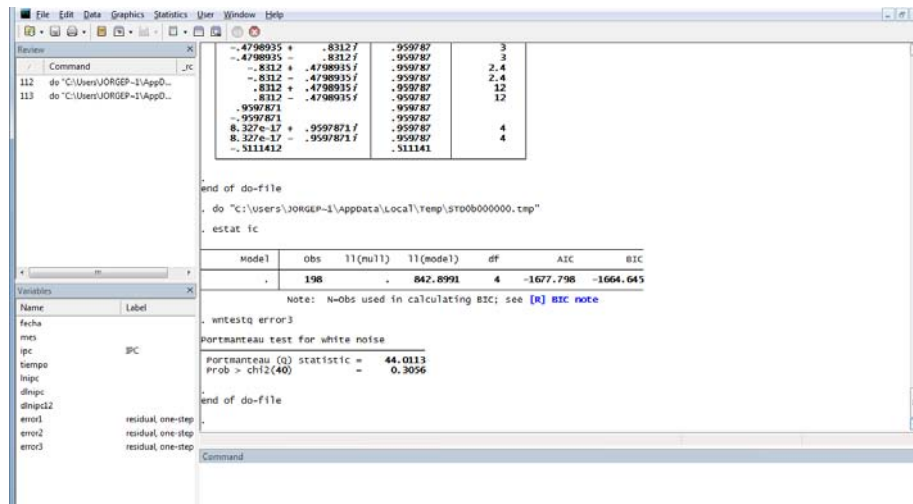 File Edit Data Graphics Statistics User Window Help
Review
Command _rc
112 do "C:\Users\JORGEP~1\AppD...
113 do "C:\Users\JORGEP~1\AppD...
Variables
Name Label
fecha
mes
ipc IPC
tiempo
lnipc
dlnipc
dlnipc12
error1 residual, one-step
error2 residual, one-step
error3 residual, one-step
-.4798935 + .8312i .959787 3
-.4798935 - .8312i .959787 3
-.8312 + .4798935i .959787 2.4
-.8312 - .4798935i .959787 2.4
.8312 + .4798935i .959787 12
.8312 - .4798935i .959787 12
.9597871 .959787
-.9597871 .959787
8.327e-17 + .9597871i .959787 4
8.327e-17 - .9597871i .959787 4
-.5111412 .511141
.
end of do-file
. do "C:\Users\JORGEP~1\AppData\Local\Temp\STD0b000000.tmp"
. estat ic
Model Obs ll(null) ll(model) df AIC BIC
. 198 . 842.8991 4 -1677.798 -1664.645
Note: N=Obs used in calculating BIC; see [R] BIC note
. wntestq error3
Portmanteau test for white noise
Portmanteau (Q) statistic = 44.0113
Prob > chi2(40) = 0.3056
.
end of do-file
.
Command